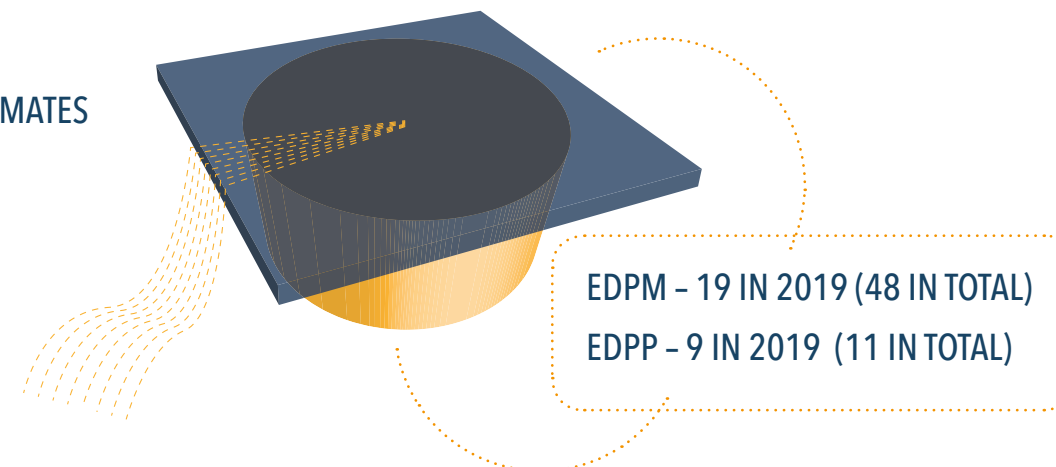 MATES
EDPM – 19 IN 2019 (48 IN TOTAL)
EDPP – 9 IN 2019 (11 IN TOTAL)